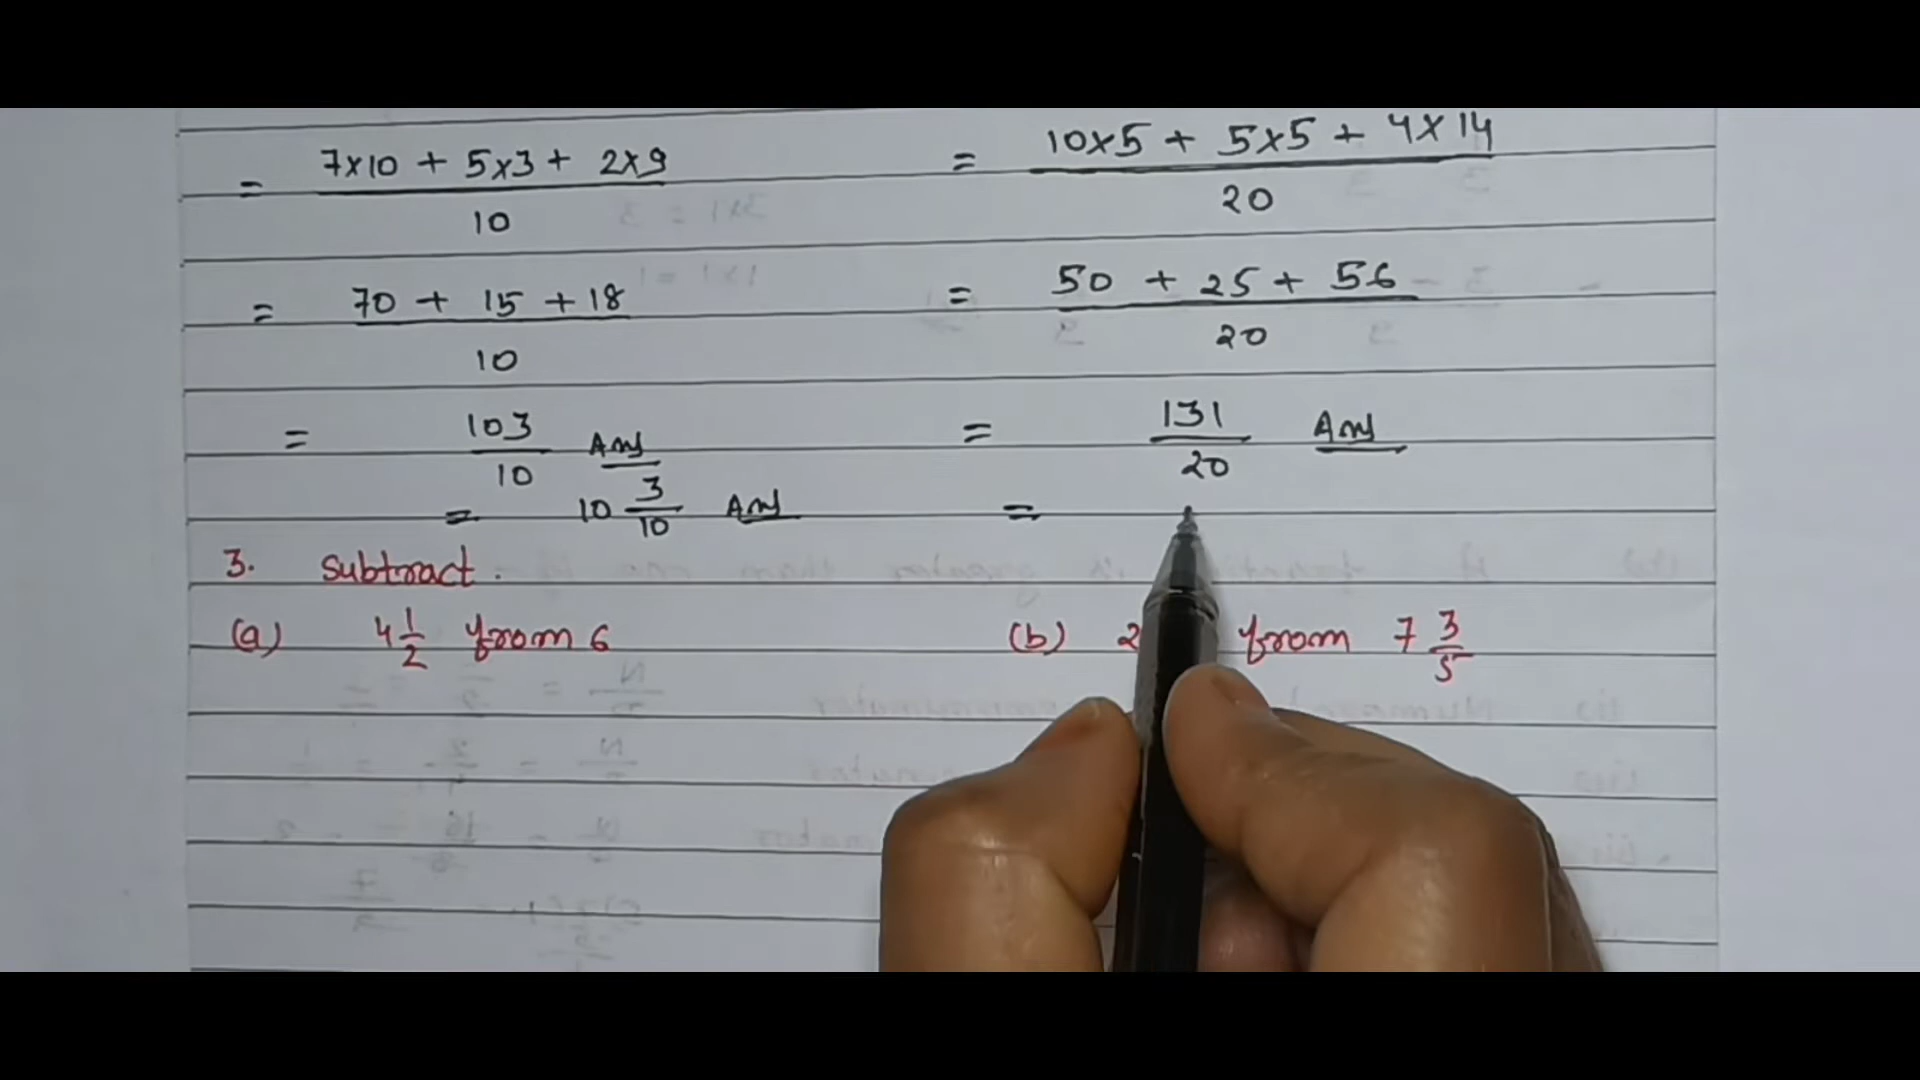 = 7x10 + 5x3 + 2x9 / 10
= 70 + 15 + 18 / 10
= 103 / 10 Ans
= 10 3/10 Ans
= 10x5 + 5x5 + 4x14 / 20
= 50 + 25 + 56 / 20
= 131 / 20 Ans
=
3. Subtract.
(a) 4 1/2 from 6
(b) 2 from 7 3/5